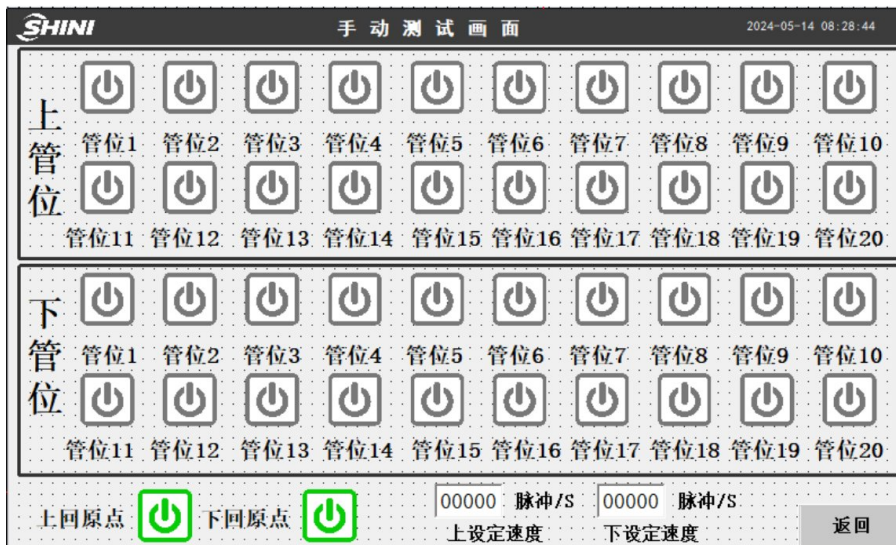 SHINI 手动测试画面 2024-05-14 08:28:44
上管位
管位1 管位2 管位3 管位4 管位5 管位6 管位7 管位8 管位9 管位10
管位11 管位12 管位13 管位14 管位15 管位16 管位17 管位18 管位19 管位20
下管位
管位1 管位2 管位3 管位4 管位5 管位6 管位7 管位8 管位9 管位10
管位11 管位12 管位13 管位14 管位15 管位16 管位17 管位18 管位19 管位20
00000 脉冲/S 00000 脉冲/S
上回原点 下回原点 上设定速度 下设定速度 返回